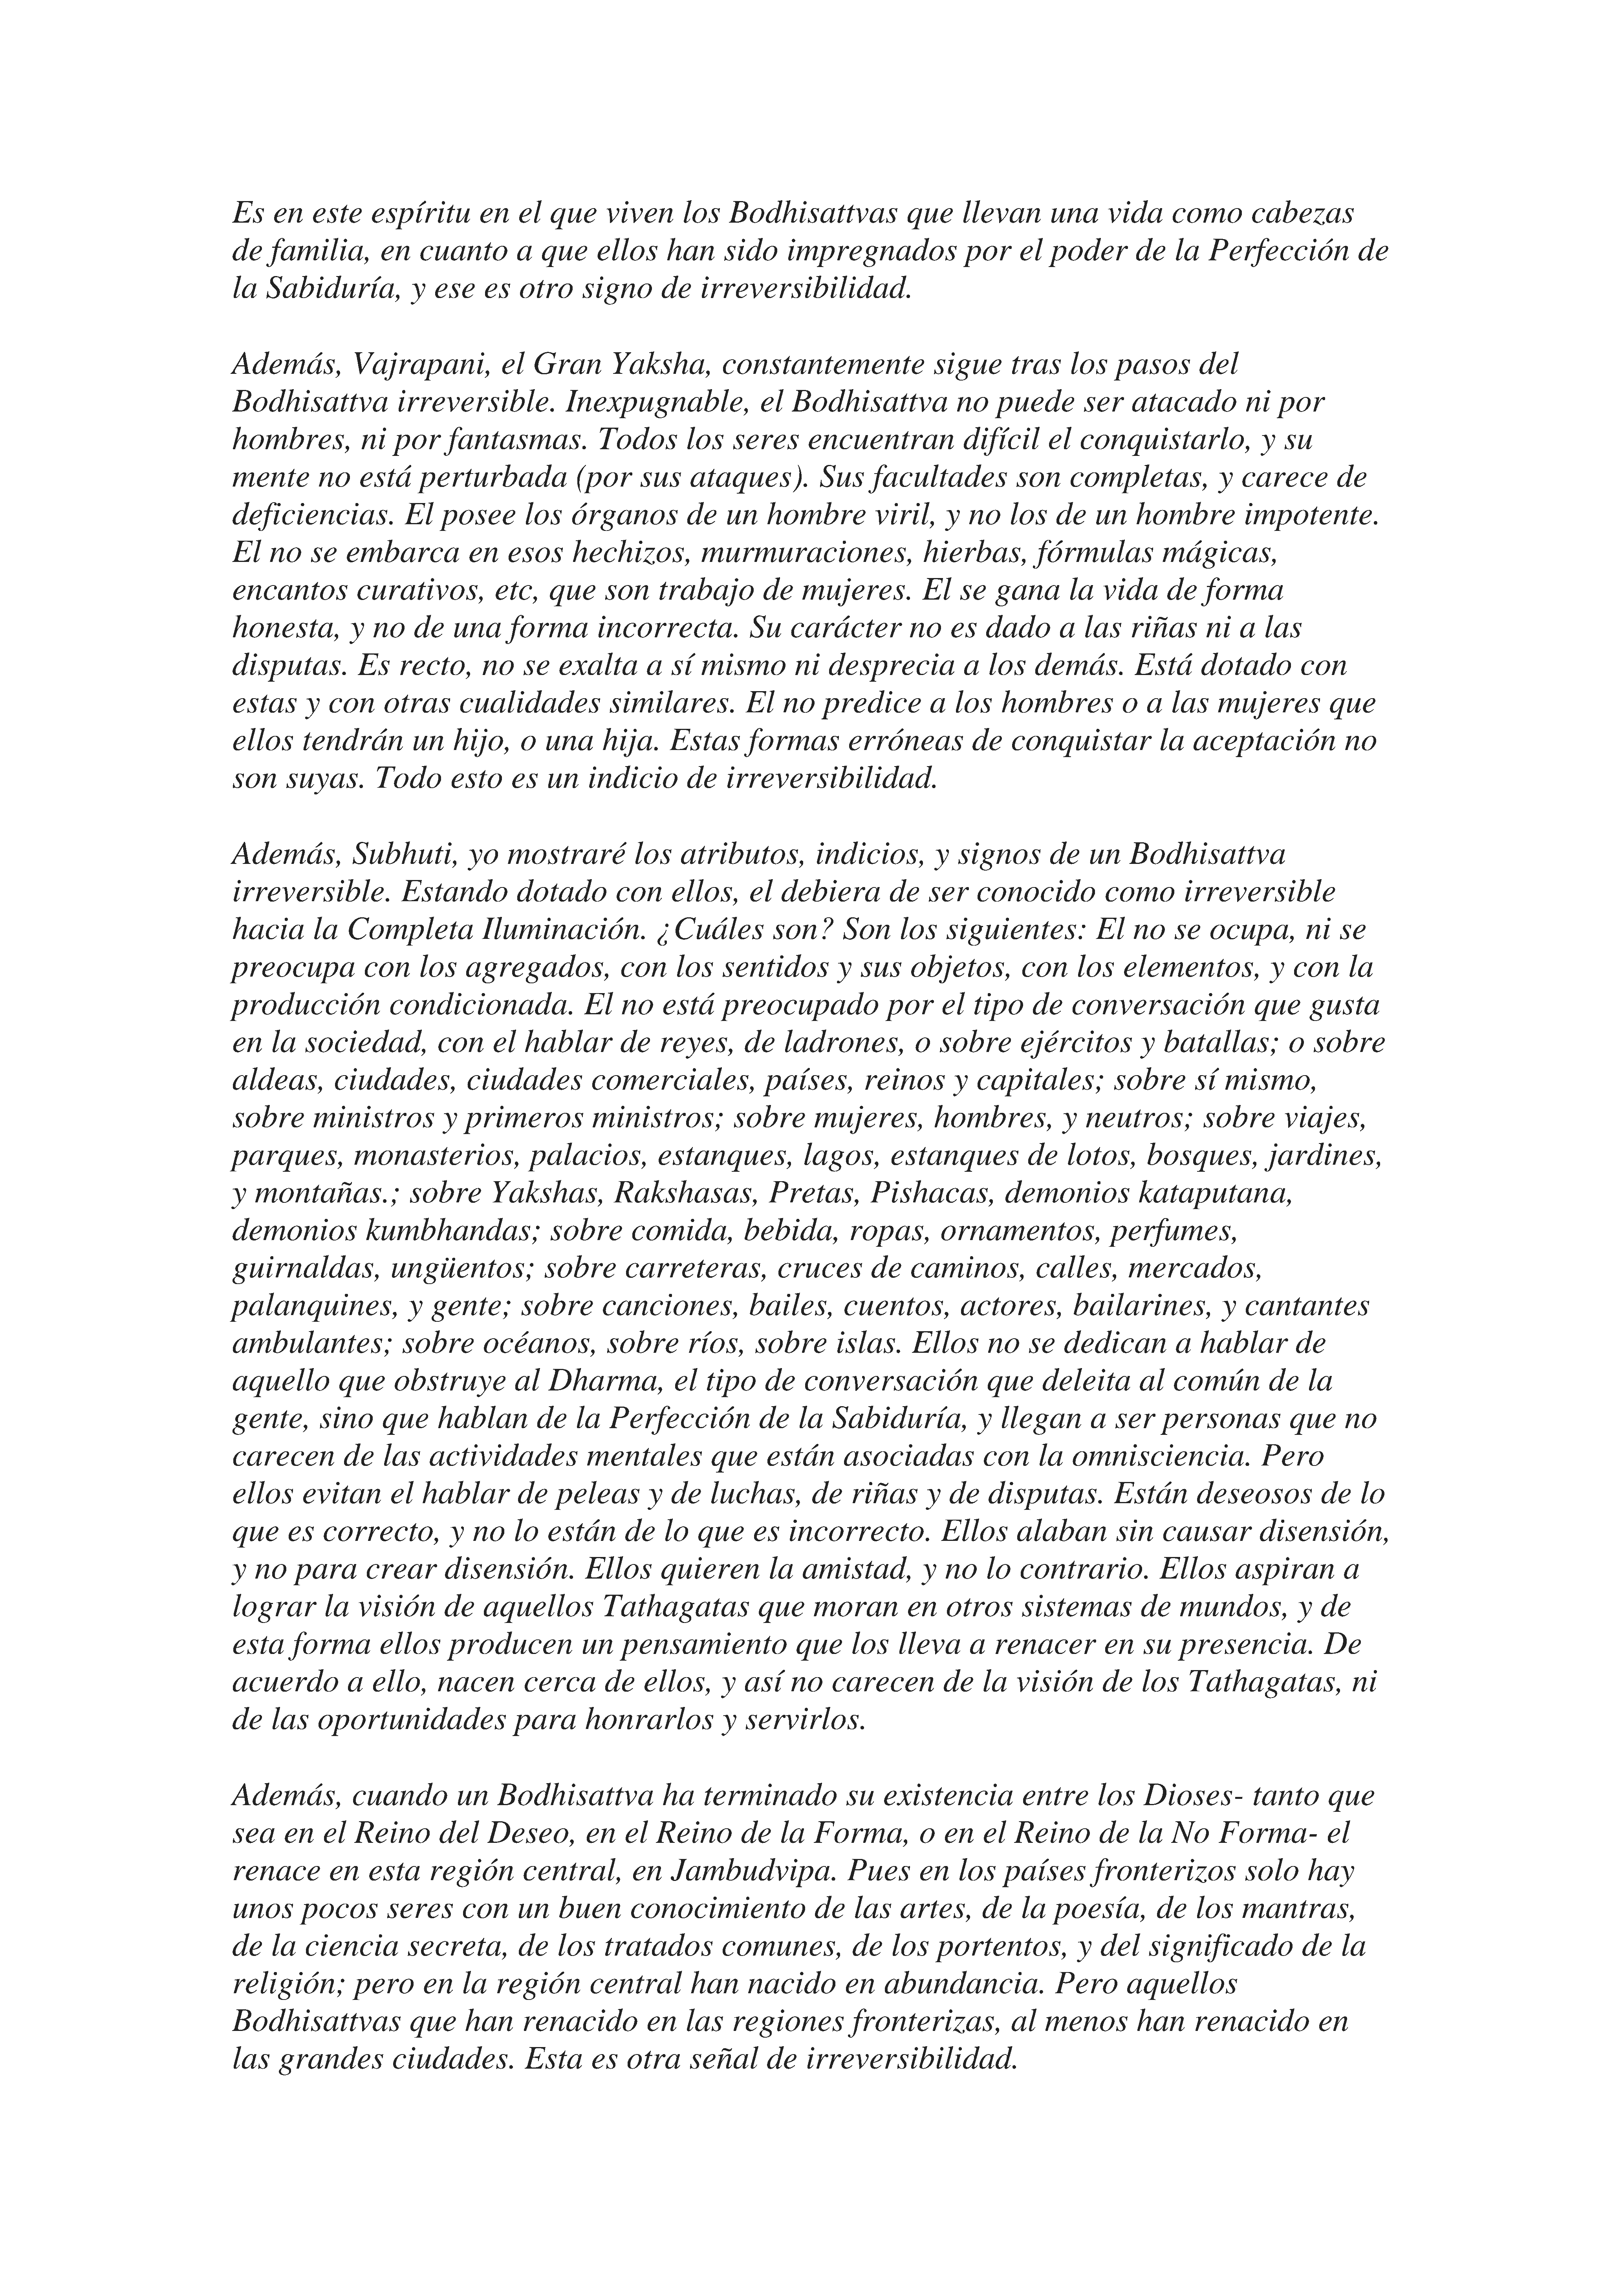 Es en este espíritu en el que viven los Bodhisattvas que llevan una vida como cabezas
de familia, en cuanto a que ellos han sido impregnados por el poder de la Perfección de
la Sabiduría, y ese es otro signo de irreversibilidad.

Además, Vajrapani, el Gran Yaksha, constantemente sigue tras los pasos del
Bodhisattva irreversible. Inexpugnable, el Bodhisattva no puede ser atacado ni por
hombres, ni por fantasmas. Todos los seres encuentran difícil el conquistarlo, y su
mente no está perturbada (por sus ataques). Sus facultades son completas, y carece de
deficiencias. El posee los órganos de un hombre viril, y no los de un hombre impotente.
El no se embarca en esos hechizos, murmuraciones, hierbas, fórmulas mágicas,
encantos curativos, etc, que son trabajo de mujeres. El se gana la vida de forma
honesta, y no de una forma incorrecta. Su carácter no es dado a las riñas ni a las
disputas. Es recto, no se exalta a sí mismo ni desprecia a los demás. Está dotado con
estas y con otras cualidades similares. El no predice a los hombres o a las mujeres que
ellos tendrán un hijo, o una hija. Estas formas erróneas de conquistar la aceptación no
son suyas. Todo esto es un indicio de irreversibilidad.

Además, Subhuti, yo mostraré los atributos, indicios, y signos de un Bodhisattva
irreversible. Estando dotado con ellos, el debiera de ser conocido como irreversible
hacia la Completa Iluminación. ¿Cuáles son? Son los siguientes: El no se ocupa, ni se
preocupa con los agregados, con los sentidos y sus objetos, con los elementos, y con la
producción condicionada. El no está preocupado por el tipo de conversación que gusta
en la sociedad, con el hablar de reyes, de ladrones, o sobre ejércitos y batallas; o sobre
aldeas, ciudades, ciudades comerciales, países, reinos y capitales; sobre sí mismo,
sobre ministros y primeros ministros; sobre mujeres, hombres, y neutros; sobre viajes,
parques, monasterios, palacios, estanques, lagos, estanques de lotos, bosques, jardines,
y montañas.; sobre Yakshas, Rakshasas, Pretas, Pishacas, demonios kataputana,
demonios kumbhandas; sobre comida, bebida, ropas, ornamentos, perfumes,
guirnaldas, ungüentos; sobre carreteras, cruces de caminos, calles, mercados,
palanquines, y gente; sobre canciones, bailes, cuentos, actores, bailarines, y cantantes
ambulantes; sobre océanos, sobre ríos, sobre islas. Ellos no se dedican a hablar de
aquello que obstruye al Dharma, el tipo de conversación que deleita al común de la
gente, sino que hablan de la Perfección de la Sabiduría, y llegan a ser personas que no
carecen de las actividades mentales que están asociadas con la omnisciencia. Pero
ellos evitan el hablar de peleas y de luchas, de riñas y de disputas. Están deseosos de lo
que es correcto, y no lo están de lo que es incorrecto. Ellos alaban sin causar disensión,
y no para crear disensión. Ellos quieren la amistad, y no lo contrario. Ellos aspiran a
lograr la visión de aquellos Tathagatas que moran en otros sistemas de mundos, y de
esta forma ellos producen un pensamiento que los lleva a renacer en su presencia. De
acuerdo a ello, nacen cerca de ellos, y así no carecen de la visión de los Tathagatas, ni
de las oportunidades para honrarlos y servirlos.

Además, cuando un Bodhisattva ha terminado su existencia entre los Dioses- tanto que
sea en el Reino del Deseo, en el Reino de la Forma, o en el Reino de la No Forma- el
renace en esta región central, en Jambudvipa. Pues en los países fronterizos solo hay
unos pocos seres con un buen conocimiento de las artes, de la poesía, de los mantras,
de la ciencia secreta, de los tratados comunes, de los portentos, y del significado de la
religión; pero en la región central han nacido en abundancia. Pero aquellos
Bodhisattvas que han renacido en las regiones fronterizas, al menos han renacido en
las grandes ciudades. Esta es otra señal de irreversibilidad.